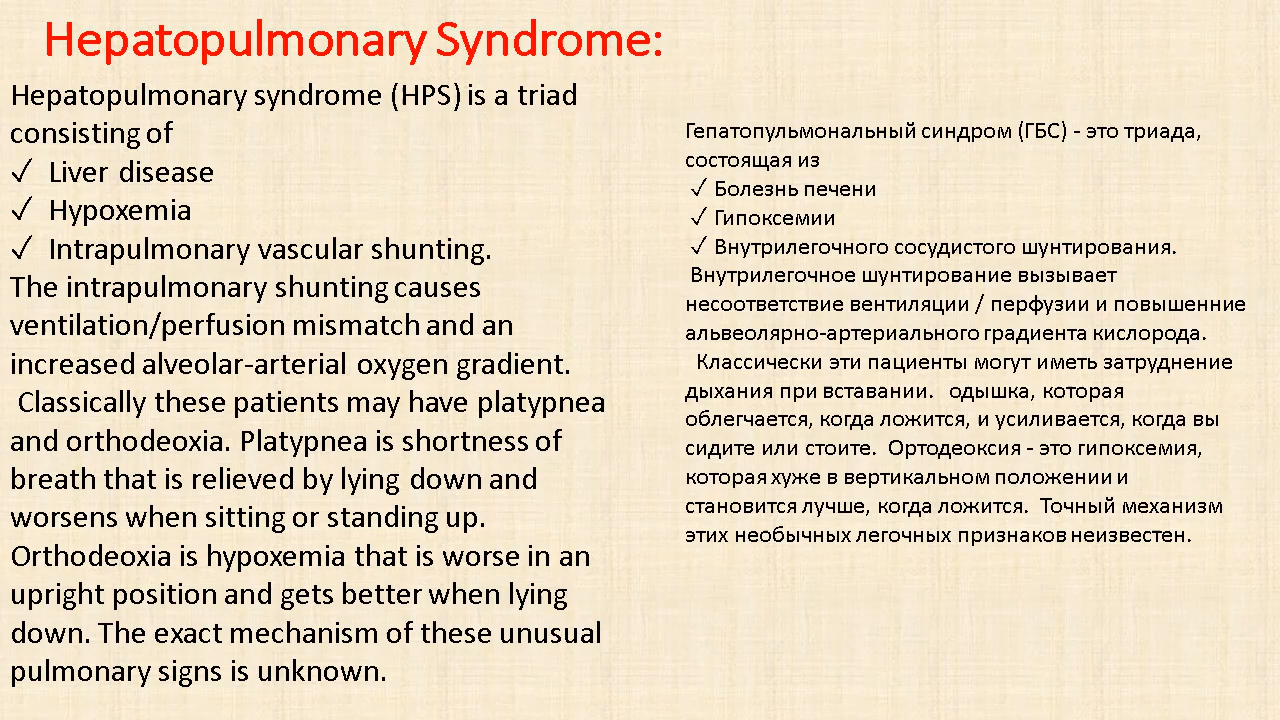 Hepatopulmonary Syndrome:
Hepatopulmonary syndrome (HPS) is a triad
consisting of
✓ Liver disease
✓ Hypoxemia
✓ Intrapulmonary vascular shunting.
The intrapulmonary shunting causes
ventilation/perfusion mismatch and an
increased alveolar-arterial oxygen gradient.
Classically these patients may have platypnea
and orthodeoxia. Platypnea is shortness of
breath that is relieved by lying down and
worsens when sitting or standing up.
Orthodeoxia is hypoxemia that is worse in an
upright position and gets better when lying
down. The exact mechanism of these unusual
pulmonary signs is unknown.
Гепатопульмональный синдром (ГБС) - это триада,
состоящая из
✓ Болезнь печени
✓ Гипоксемии
✓ Внутрилегочного сосудистого шунтирования.
Внутрилегочное шунтирование вызывает
несоответствие вентиляции / перфузии и повышенние
альвеолярно-артериального градиента кислорода.
Классически эти пациенты могут иметь затруднение
дыхания при вставании. одышка, которая
облегчается, когда ложится, и усиливается, когда вы
сидите или стоите. Ортодеоксия - это гипоксемия,
которая хуже в вертикальном положении и
становится лучше, когда ложится. Точный механизм
этих необычных легочных признаков неизвестен.